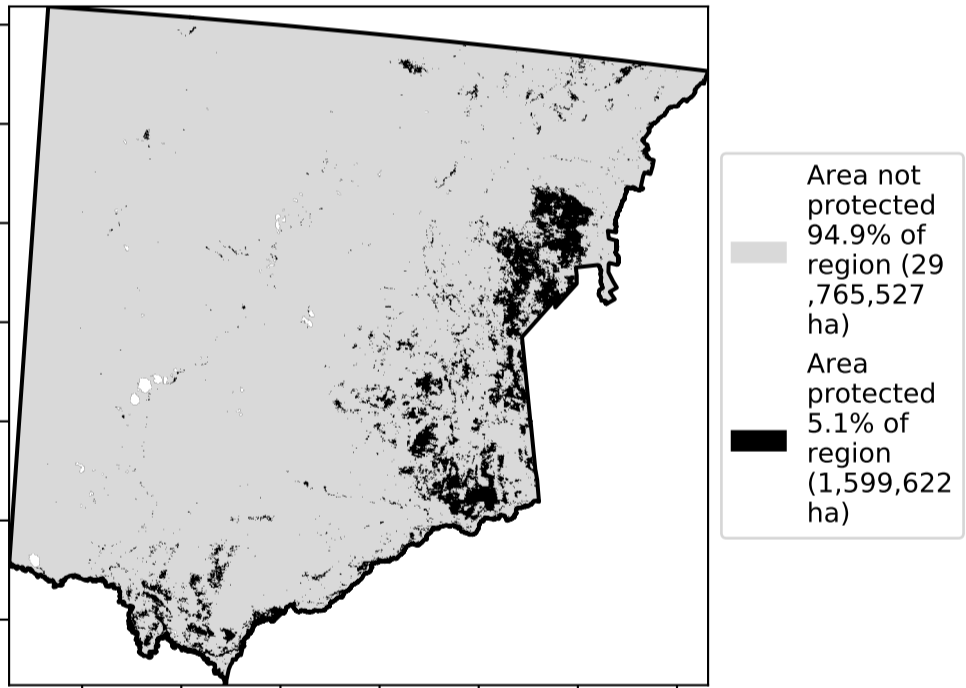 Area not
protected
94.9% of
region (29
,765,527
ha)
Area
protected
5.1% of
region
(1,599,622
ha)